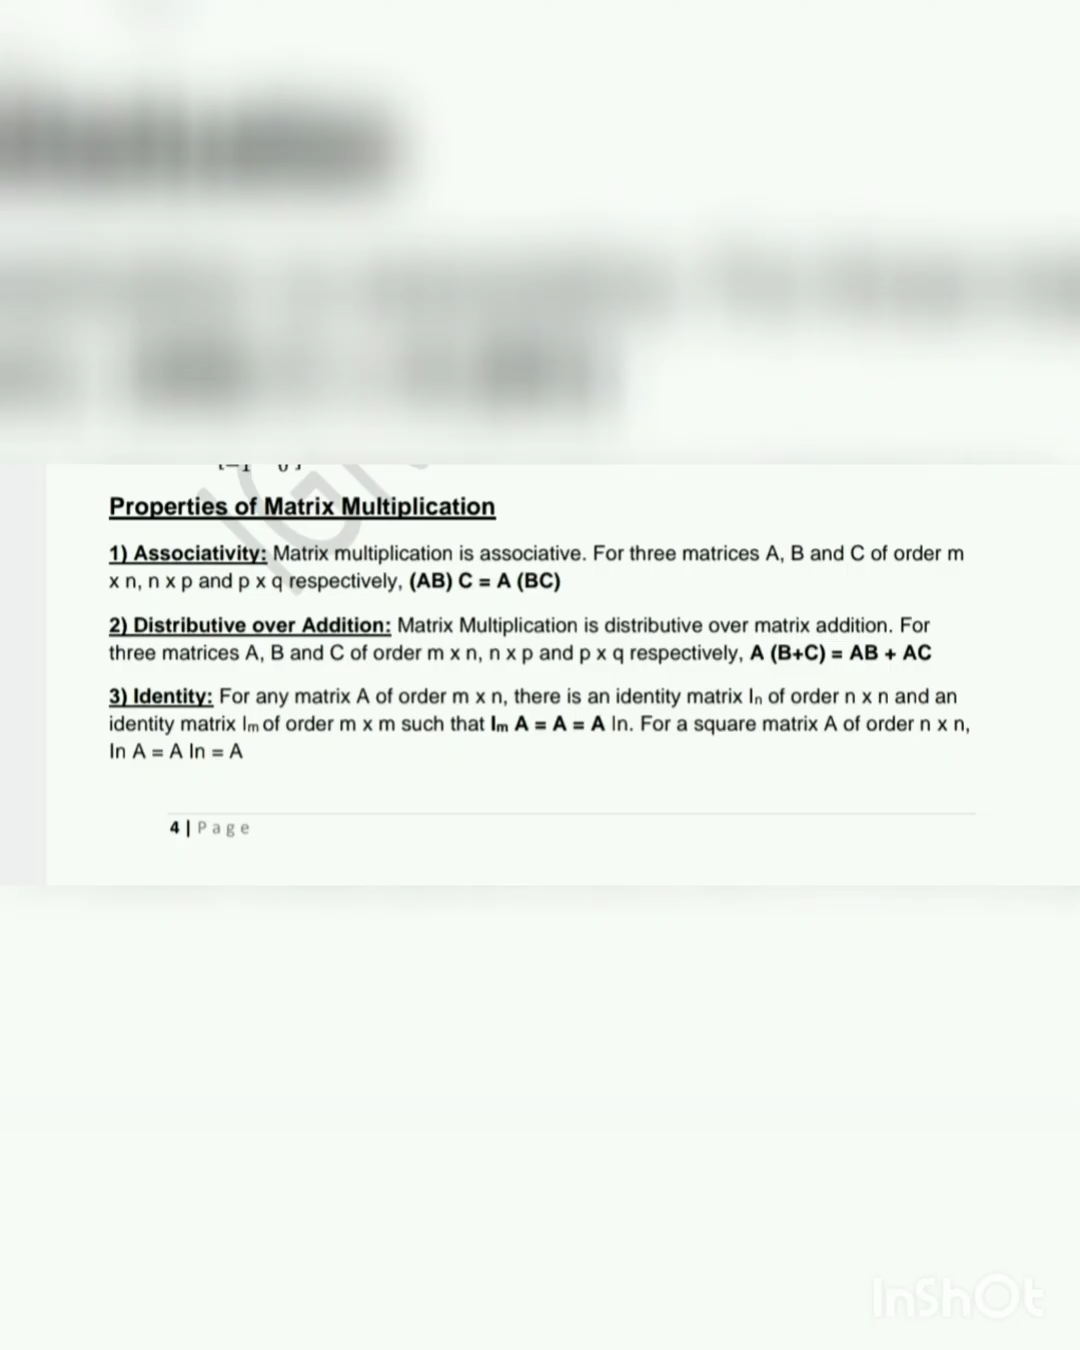 Properties of Matrix Multiplication
1) Associativity: Matrix multiplication is associative. For three matrices A, B and C of order m
x n, n x p and p x q respectively, (AB) C = A (BC)
2) Distributive over Addition: Matrix Multiplication is distributive over matrix addition. For
three matrices A, B and C of order m x n, n x p and p x q respectively, A (B+C) = AB + AC
3) Identity: For any matrix A of order m x n, there is an identity matrix In of order n x n and an
identity matrix Im of order m x m such that Im A = A = A In. For a square matrix A of order n x n,
In A = A In = A
4 | Page
InShOt